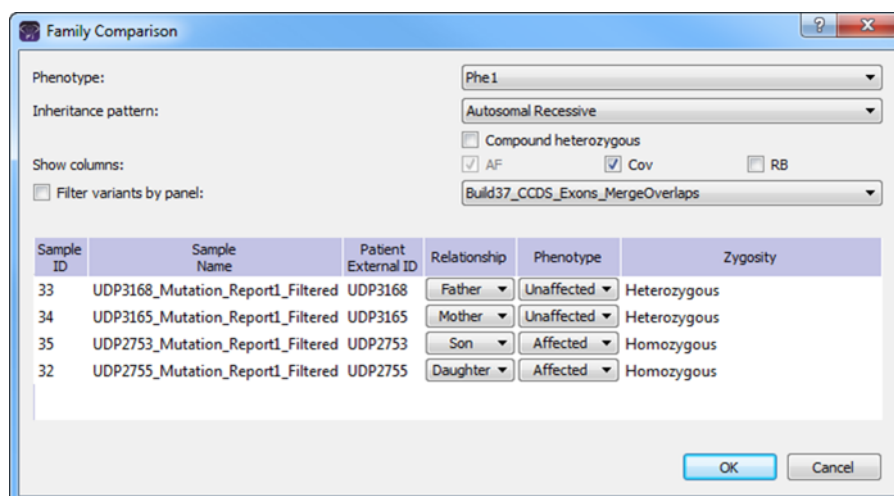 Family Comparison
Phenotype: Phe1
Inheritance pattern: Autosomal Recessive
Compound heterozygous
Show columns: AF Cov RB
Filter variants by panel: Build37_CCDS_Exons_MergeOverlaps
Sample ID Sample Name Patient External ID Relationship Phenotype Zygosity
33 UDP3168_Mutation_Report1_Filtered UDP3168 Father Unaffected Heterozygous
34 UDP3165_Mutation_Report1_Filtered UDP3165 Mother Unaffected Heterozygous
35 UDP2753_Mutation_Report1_Filtered UDP2753 Son Affected Homozygous
32 UDP2755_Mutation_Report1_Filtered UDP2755 Daughter Affected Homozygous
OK Cancel